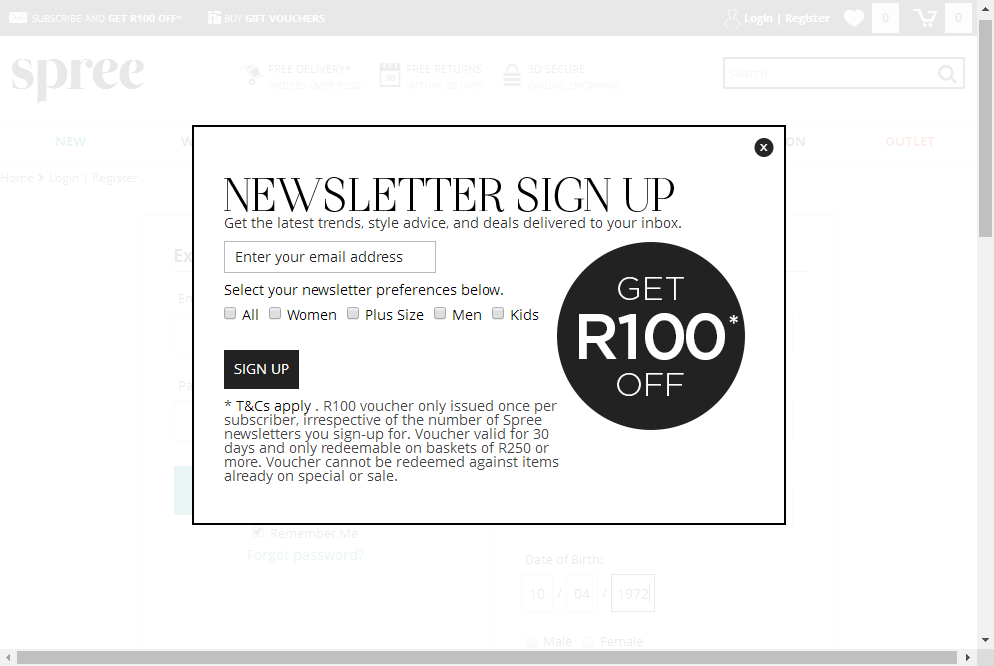 SUBSCRIBE AND GET R100 OFF*
BUY GIFT VOUCHERS
Login | Register
0
0
spree
FREE DELIVERY*
ORDERS OVER R250
30
FREE RETURNS
WITHIN 30 DAYS
3D SECURE
ONLINE SHOPPING
Search
NEW
W
ON
OUTLET
Home > Login | Register
x
NEWSLETTER SIGN UP
Get the latest trends, style advice, and deals delivered to your inbox.
Ex
Enter your email address
Em
Select your newsletter preferences below.
All Women Plus Size Men Kids
GET
R100*
OFF
SIGN UP
Pa
* T&Cs apply . R100 voucher only issued once per
subscriber, irrespective of the number of Spree
newsletters you sign-up for. Voucher valid for 30
days and only redeemable on baskets of R250 or
more. Voucher cannot be redeemed against items
already on special or sale.
Remember Me
Forgot password?
Date of Birth:
10 / 04 / 1972
Male Female